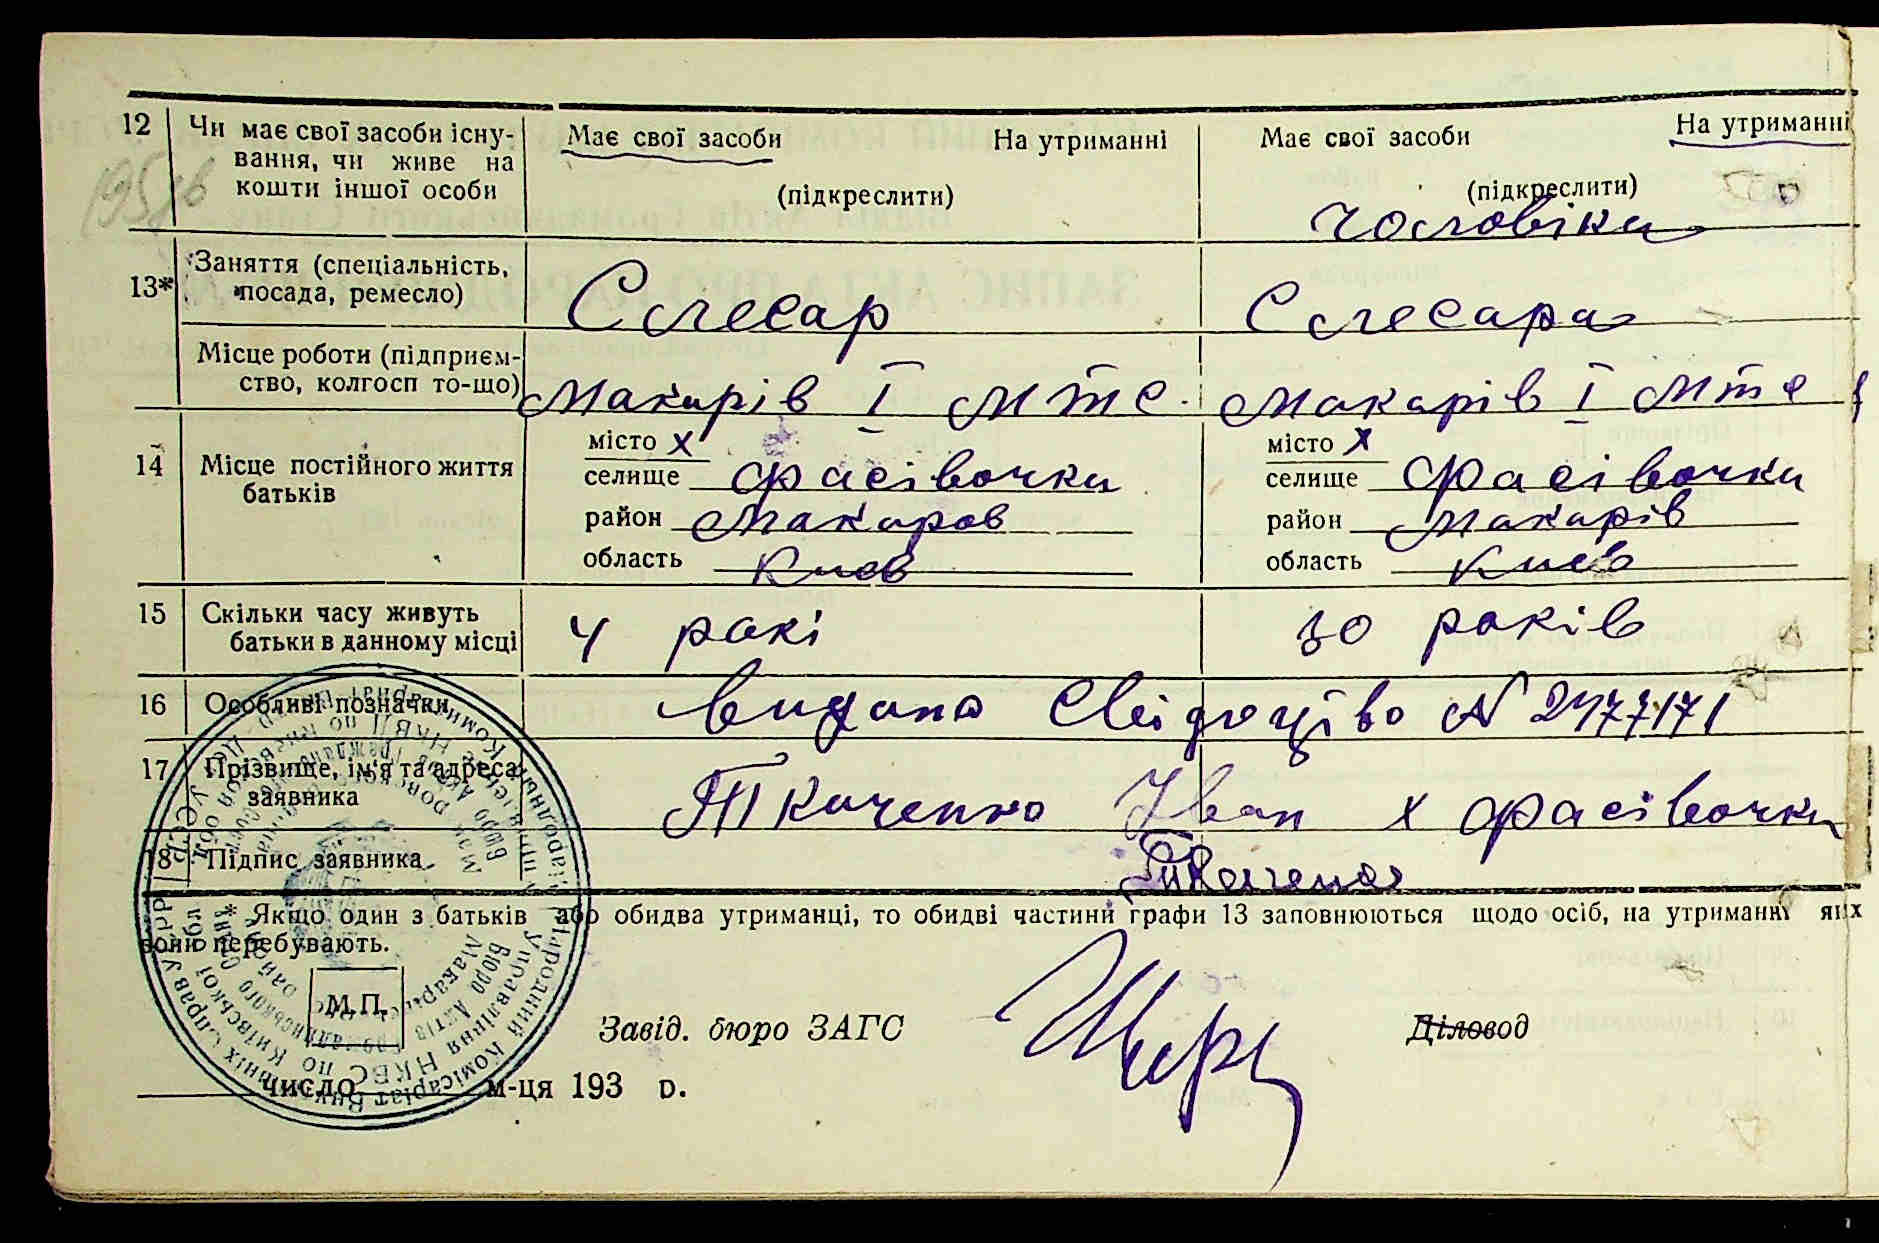 12 Чи має свої засоби існу- Має свої засоби На утриманні Має свої засоби На утриманні
вання, чи живе на
кошти іншої особи (підкреслити) (підкреслити)
чоловіка
13* Заняття (спеціальність, посада, ремесло) Слесар Слесара
Місце роботи (підприєм-
ство, колгосп то-що) Макарів I МТС Макарів I МТС
14 Місце постійного життя
батьків
місто х місто х
селище Фасівочка селище Фасівочка
район Макаров район Макарів
область Киев область Киев
15 Скільки часу живуть
батьки в данному місці 4 рокі 30 років
16 Особливі позначки видано Свідоцтво № 2477171
17 Прізвище, ім'я та адреса
заявника Ткаченко Іван х Фасівочка
18 Підпис заявника Ткаченко
* Якщо один з батьків або обидва утриманці, то обидві частини графи 13 заповнюються щодо осіб, на утриманні яких
вони перебувають.
М.П.
Завід. бюро ЗАГС Діловод
число м-ця 193 р.